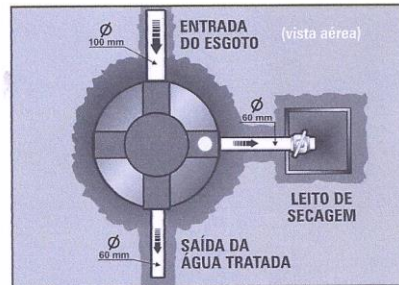 ENTRADA
DO ESGOTO
(vista aérea)
Ø
100 mm
Ø
60 mm
LEITO DE
SECAGEM
Ø
60 mm
SAÍDA DA
ÁGUA TRATADA